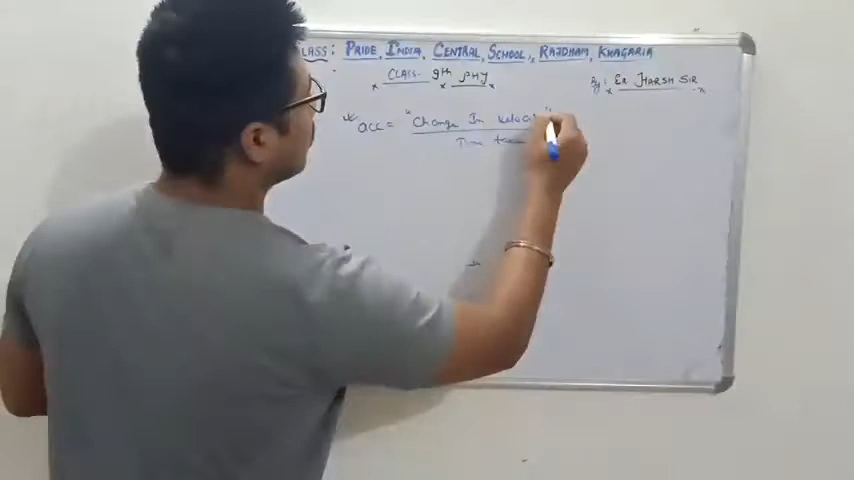 CLASS: PRIDE, INDIA, CENTRAL, SCHOOL, RAJDHAM, KHAGARIA
CLASS- 9th PHY
By: Er HARSH SIR
acc = "Change In
Time